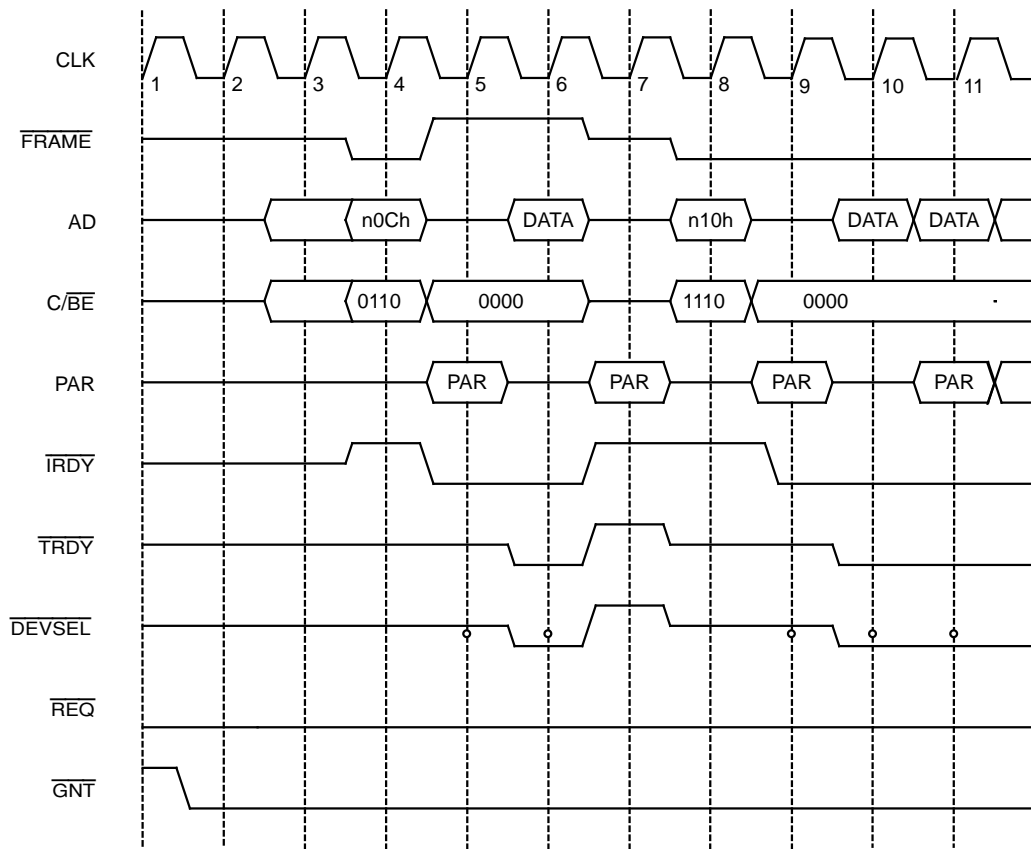 CLK
1 2 3 4 5 6 7 8 9 10 11
FRAME
AD n0Ch DATA n10h DATA DATA
C/BE 0110 0000 1110 0000
PAR PAR PAR PAR PAR
IRDY
TRDY
DEVSEL
REQ
GNT